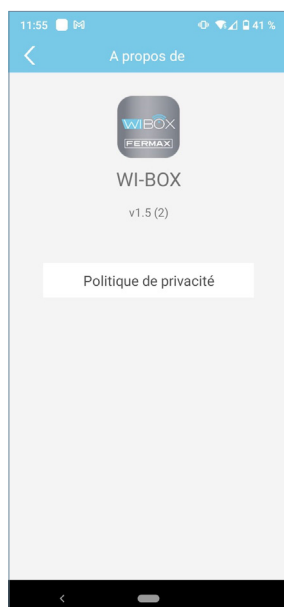 11:55 41 %
A propos de
WIBOX
FERMAX
WI-BOX
v1.5 (2)
Politique de privacité